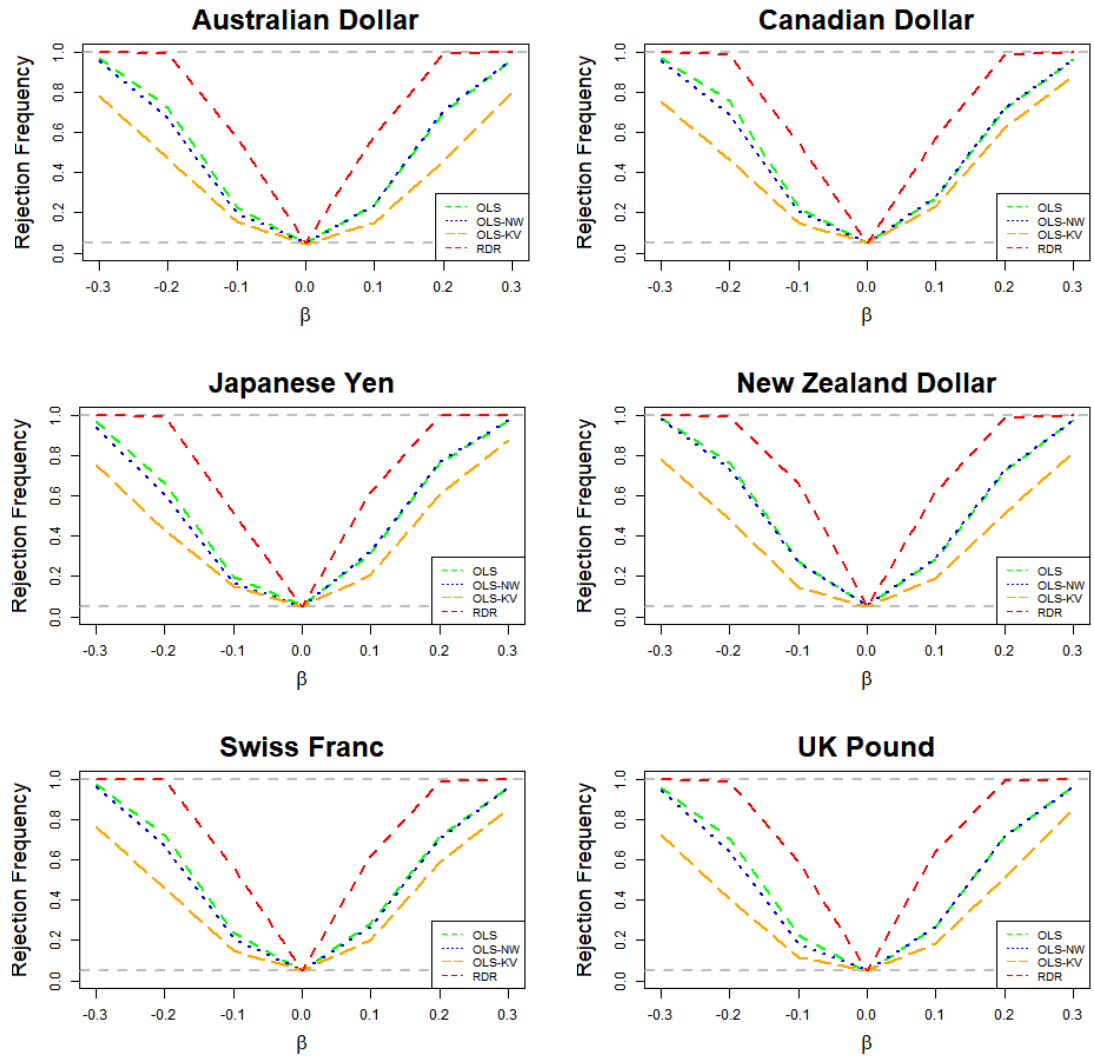 Australian Dollar
Rejection Frequency
1.0
0.8
0.6
0.4
0.2
0.0
OLS
OLS-NW
OLS-KV
RDR
-0.3 -0.2 -0.1 0.0 0.1 0.2 0.3
β
Canadian Dollar
Rejection Frequency
1.0
0.8
0.6
0.4
0.2
0.0
OLS
OLS-NW
OLS-KV
RDR
-0.3 -0.2 -0.1 0.0 0.1 0.2 0.3
β
Japanese Yen
Rejection Frequency
1.0
0.8
0.6
0.4
0.2
0.0
OLS
OLS-NW
OLS-KV
RDR
-0.3 -0.2 -0.1 0.0 0.1 0.2 0.3
β
New Zealand Dollar
Rejection Frequency
1.0
0.8
0.6
0.4
0.2
0.0
OLS
OLS-NW
OLS-KV
RDR
-0.3 -0.2 -0.1 0.0 0.1 0.2 0.3
β
Swiss Franc
Rejection Frequency
1.0
0.8
0.6
0.4
0.2
0.0
OLS
OLS-NW
OLS-KV
RDR
-0.3 -0.2 -0.1 0.0 0.1 0.2 0.3
β
UK Pound
Rejection Frequency
1.0
0.8
0.6
0.4
0.2
0.0
OLS
OLS-NW
OLS-KV
RDR
-0.3 -0.2 -0.1 0.0 0.1 0.2 0.3
β